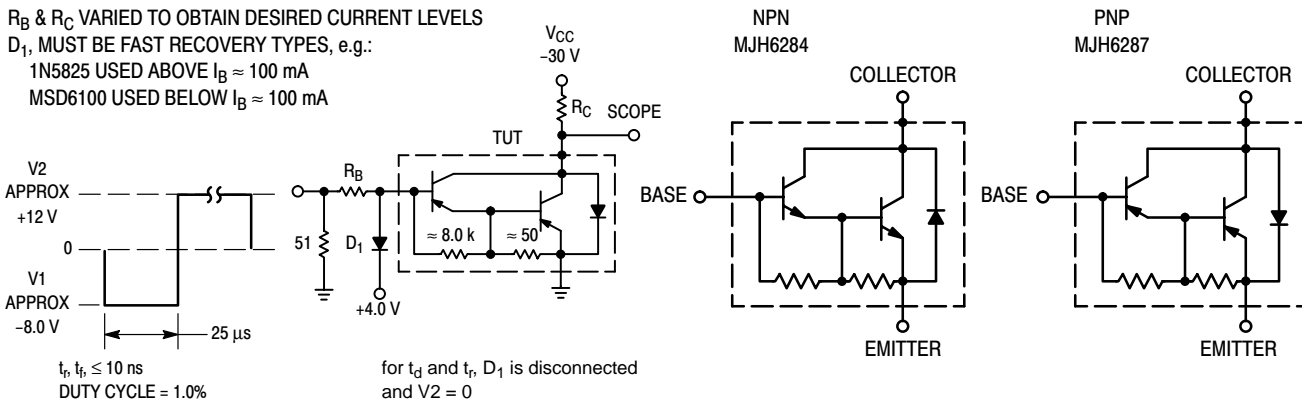 R_B & R_C VARIED TO OBTAIN DESIRED CURRENT LEVELS
D_1, MUST BE FAST RECOVERY TYPES, e.g.:
1N5825 USED ABOVE I_B ≈ 100 mA
MSD6100 USED BELOW I_B ≈ 100 mA
V_CC
–30 V
R_C
SCOPE
TUT
V2
APPROX
+12 V
0
V1
APPROX
–8.0 V
25 µs
R_B
51
D_1
≈ 8.0 k
≈ 50
+4.0 V
t_r, t_f, ≤ 10 ns
DUTY CYCLE = 1.0%
for t_d and t_r, D_1 is disconnected
and V2 = 0
NPN
MJH6284
COLLECTOR
BASE
EMITTER
PNP
MJH6287
COLLECTOR
BASE
EMITTER